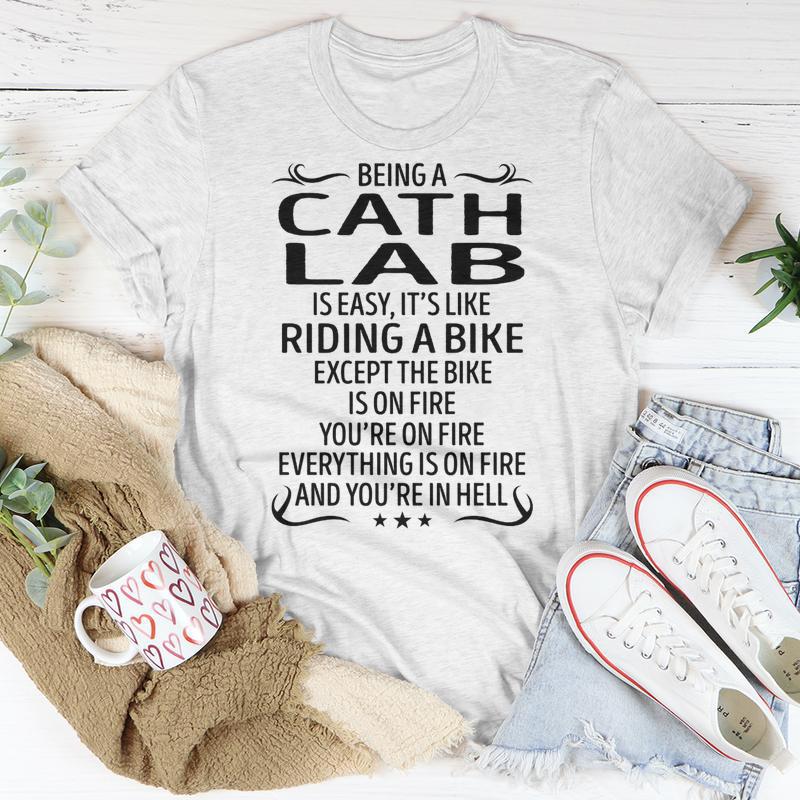 BEING A
CATH
LAB
IS EASY, IT'S LIKE
RIDING A BIKE
EXCEPT THE BIKE
IS ON FIRE
YOU'RE ON FIRE
EVERYTHING IS ON FIRE
AND YOU'RE IN HELL